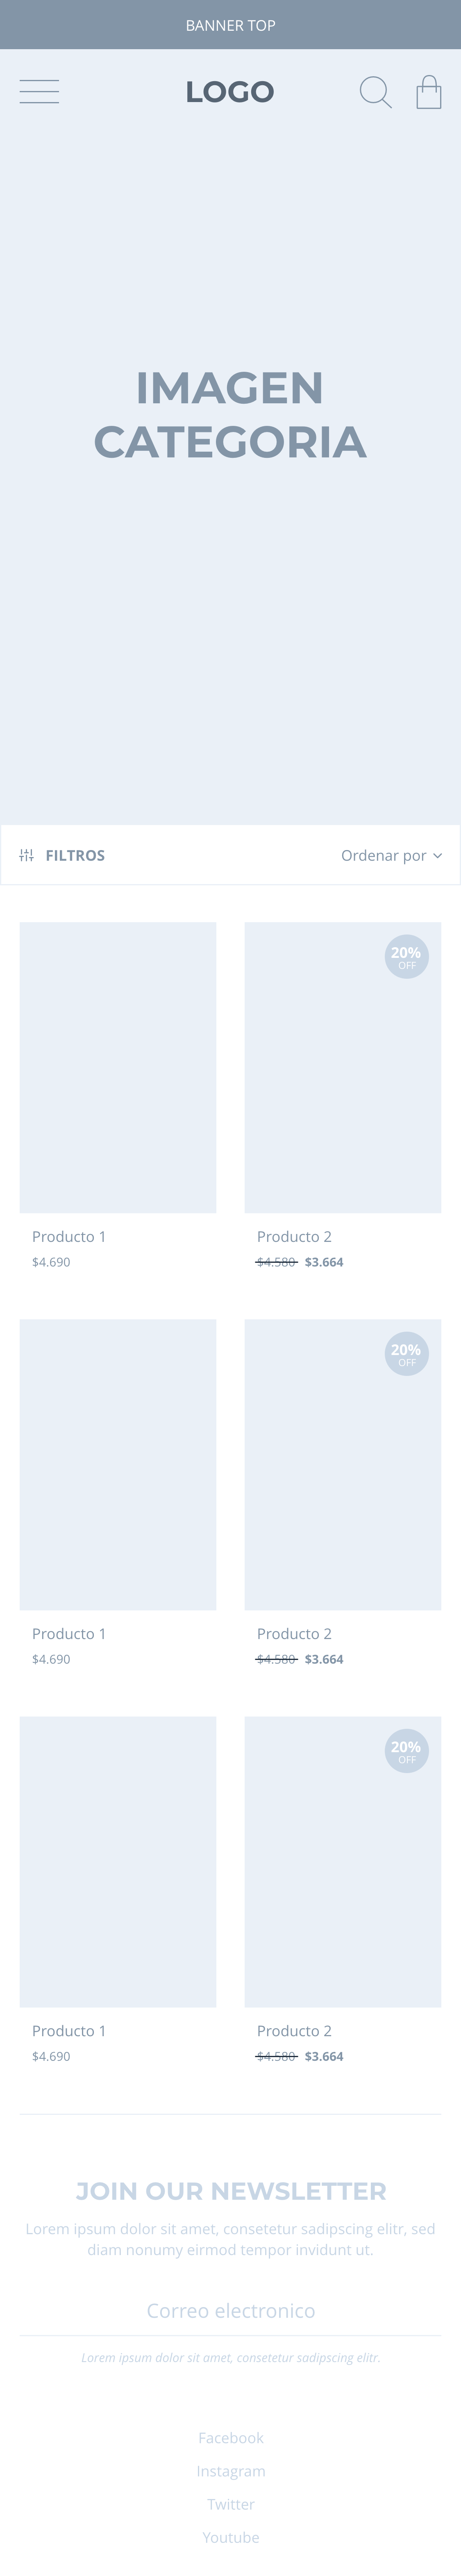 BANNER TOP
LOGO
IMAGEN
CATEGORIA
FILTROS
Ordenar por
20%
OFF
Producto 1
Producto 2
$4.690
$4.580 $3.664
20%
OFF
Producto 1
Producto 2
$4.690
$4.580 $3.664
20%
OFF
Producto 1
Producto 2
$4.690
$4.580 $3.664
JOIN OUR NEWSLETTER
Lorem ipsum dolor sit amet, consetetur sadipscing elitr, sed
diam nonumy eirmod tempor invidunt ut.
Correo electronico
Lorem ipsum dolor sit amet, consetetur sadipscing elitr.
Facebook
Instagram
Twitter
Youtube